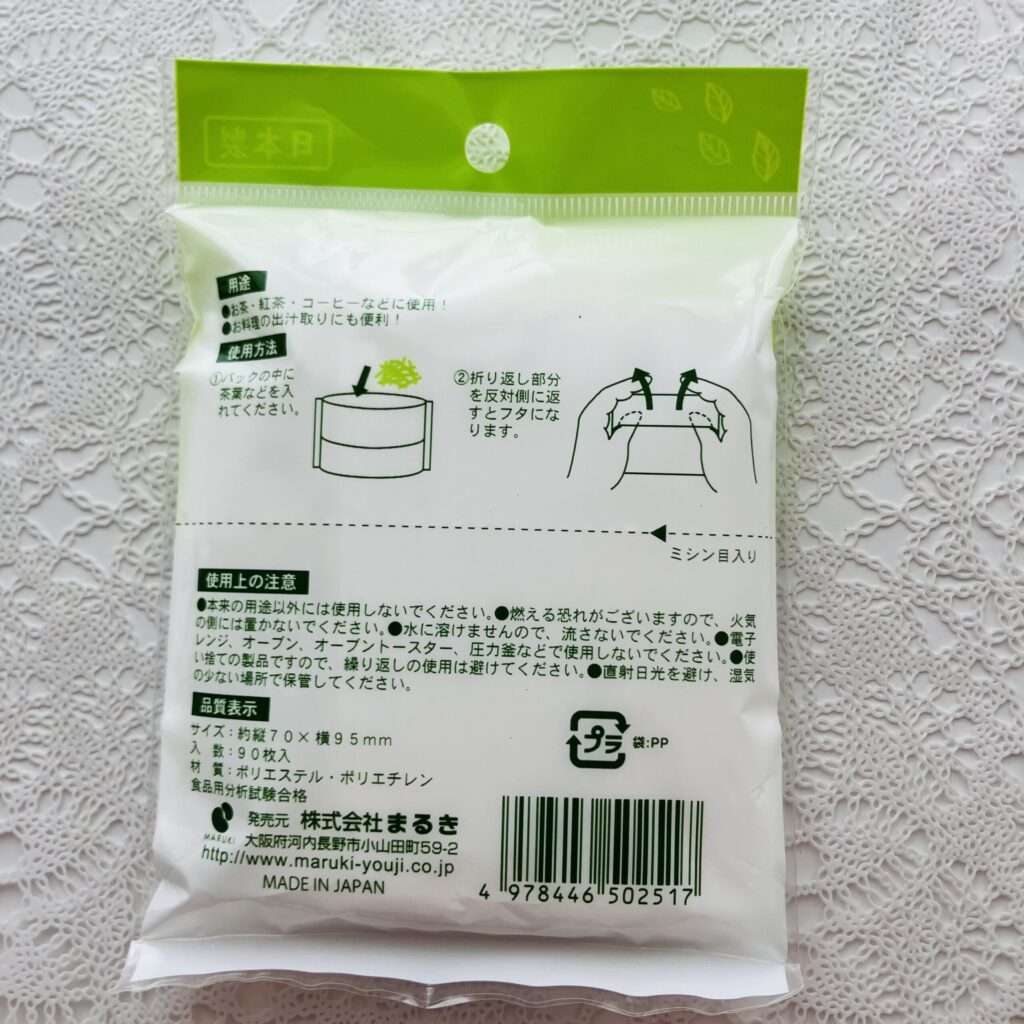 日本製
用途
●お茶・紅茶・コーヒーなどに使用！
●お料理の出汁取りにも便利！
使用方法
①パックの中に
茶葉などを入
れてください。
②折り返し部分
を反対側に返
すとフタにな
ります。
ミシン目入り
使用上の注意
●本来の用途以外には使用しないでください。●燃える恐れがございますので、火気
の側には置かないでください。●水に溶けませんので、流さないでください。●電子
レンジ、オーブン、オーブントースター、圧力釜などで使用しないでください。●使
い捨ての製品ですので、繰り返しの使用は避けてください。●直射日光を避け、湿気
の少ない場所で保管してください。
品質表示
サイズ：約縦70×横95mm
入　数：90枚入
材　質：ポリエステル・ポリエチレン
食品用分析試験合格
プラ
袋:PP
MARUKI
発売元　株式会社まるき
大阪府河内長野市小山田町59-2
http://www.maruki-youji.co.jp
MADE IN JAPAN
4 978446 502517